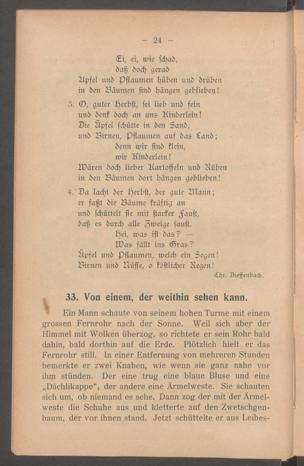 – 24 –
Ei, ei, wie schad,
daß doch gerad
Äpfel und Pflaumen hüben und drüben
in den Bäumen sind hängen geblieben!
3. O, guter Herbst, sei lieb und fein
und denk doch an uns Kinderlein!
Die Äpfel schütte in den Sand,
und Birnen, Pflaumen auf das Land;
denn wir sind klein,
wir Kinderlein!
Wären doch lieber Kartoffeln und Rüben
in den Bäumen dort hängen geblieben!
4. Da lacht der Herbst, der gute Mann;
er faßt die Bäume kräftig an
und schüttelt sie mit starker Faust,
daß es durch alle Zweige saust.
Hei, was ist das? —
Was fällt ins Gras?
Äpfel und Pflaumen, welch ein Segen!
Birnen und Nüsse, o köstlicher Regen!
Chr. Dieffenbach.
33. Von einem, der weithin sehen kann.
Ein Mann schaute von seinem hohen Turme mit einem
grossen Fernrohr nach der Sonne. Weil sich aber der
Himmel mit Wolken überzog, so richtete er sein Rohr bald
dahin, bald dorthin auf die Erde. Plötzlich hielt er das
Fernrohr still. In einer Entfernung von mehreren Stunden
bemerkte er zwei Knaben, wie wenn sie ganz nahe vor
ihm stünden. Der eine trug eine blaue Bluse und eine
„Dächlikappe“, der andere eine Ärmelweste. Sie schauten
sich um, ob niemand es sehe. Dann zog der mit der Ärmel-
weste die Schuhe aus und kletterte auf den Zwetschgen-
baum, der vor ihnen stand. Jetzt schüttelte er aus Leibes-